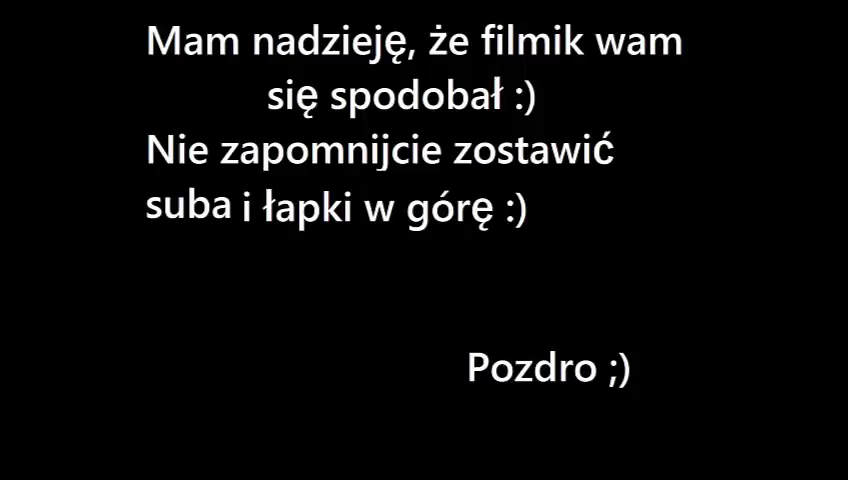 Mam nadzieję, że filmik wam
się spodobał :)
Nie zapomnijcie zostawić
suba i łapki w górę :)
Pozdro ;)